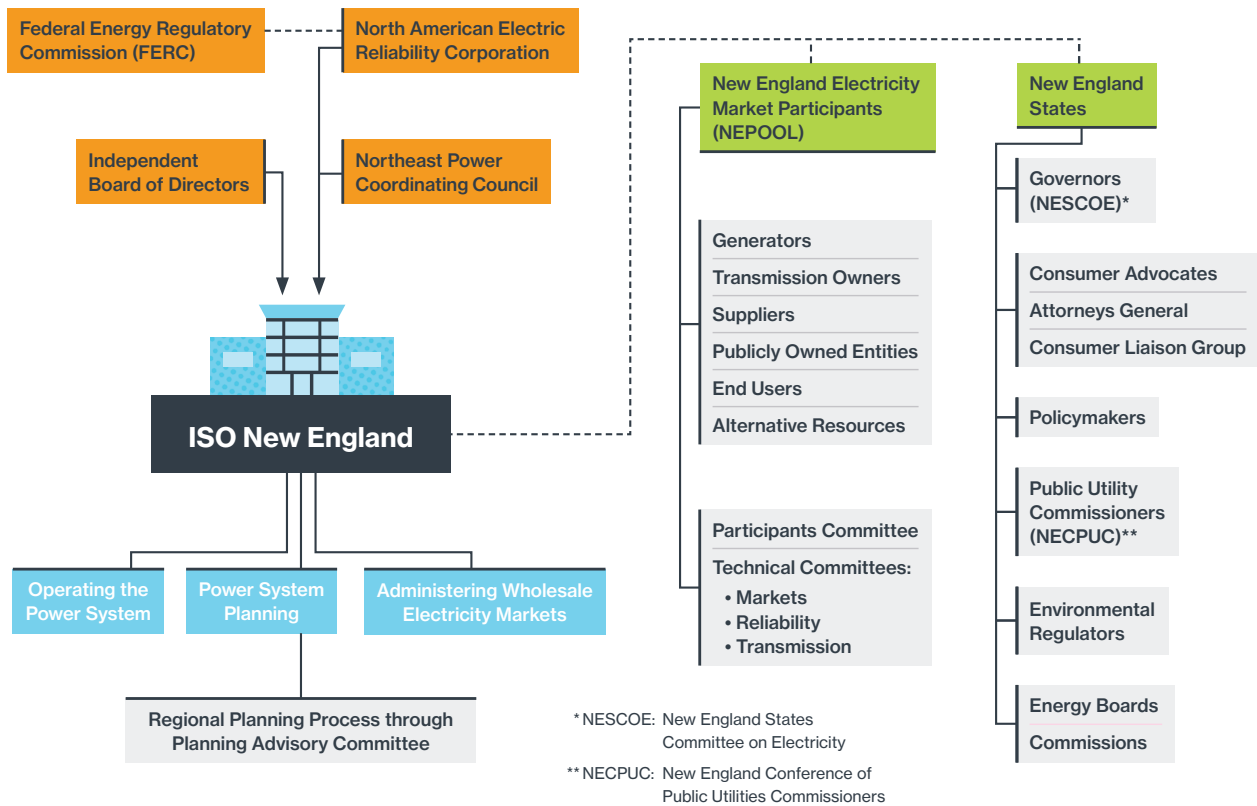 Federal Energy Regulatory
Commission (FERC)
North American Electric
Reliability Corporation
Independent
Board of Directors
Northeast Power
Coordinating Council
ISO New England
Operating the
Power System
Power System
Planning
Administering Wholesale
Electricity Markets
Regional Planning Process through
Planning Advisory Committee
New England Electricity
Market Participants
(NEPOOL)
Generators
Transmission Owners
Suppliers
Publicly Owned Entities
End Users
Alternative Resources
Participants Committee
Technical Committees:
• Markets
• Reliability
• Transmission
New England
States
Governors
(NESCOE)*
Consumer Advocates
Attorneys General
Consumer Liaison Group
Policymakers
Public Utility
Commissioners
(NECPUC)**
Environmental
Regulators
Energy Boards
Commissions
* NESCOE: New England States
Committee on Electricity
** NECPUC: New England Conference of
Public Utilities Commissioners